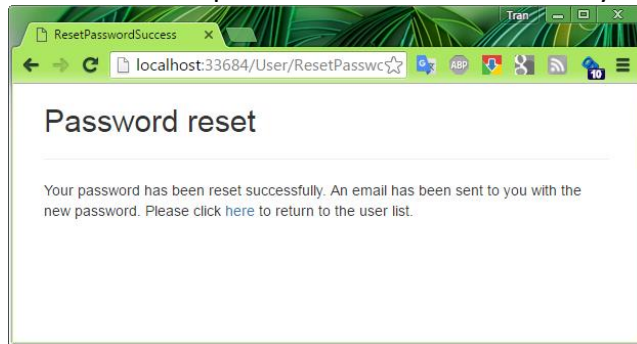 Tran
ResetPasswordSuccess
localhost:33684/User/ResetPasswc
ABP
8
10
Password reset
Your password has been reset successfully. An email has been sent to you with the
new password. Please click here to return to the user list.